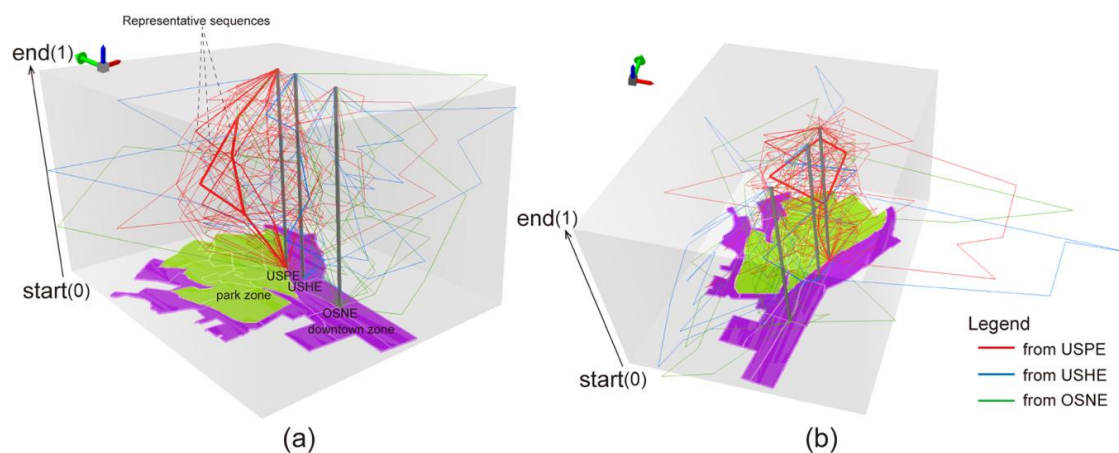 Representative sequences
end(1)
start(0)
USPE
USHE
park zone
OSNE
downtown zone
(a)
end(1)
start(0)
Legend
from USPE
from USHE
from OSNE
(b)